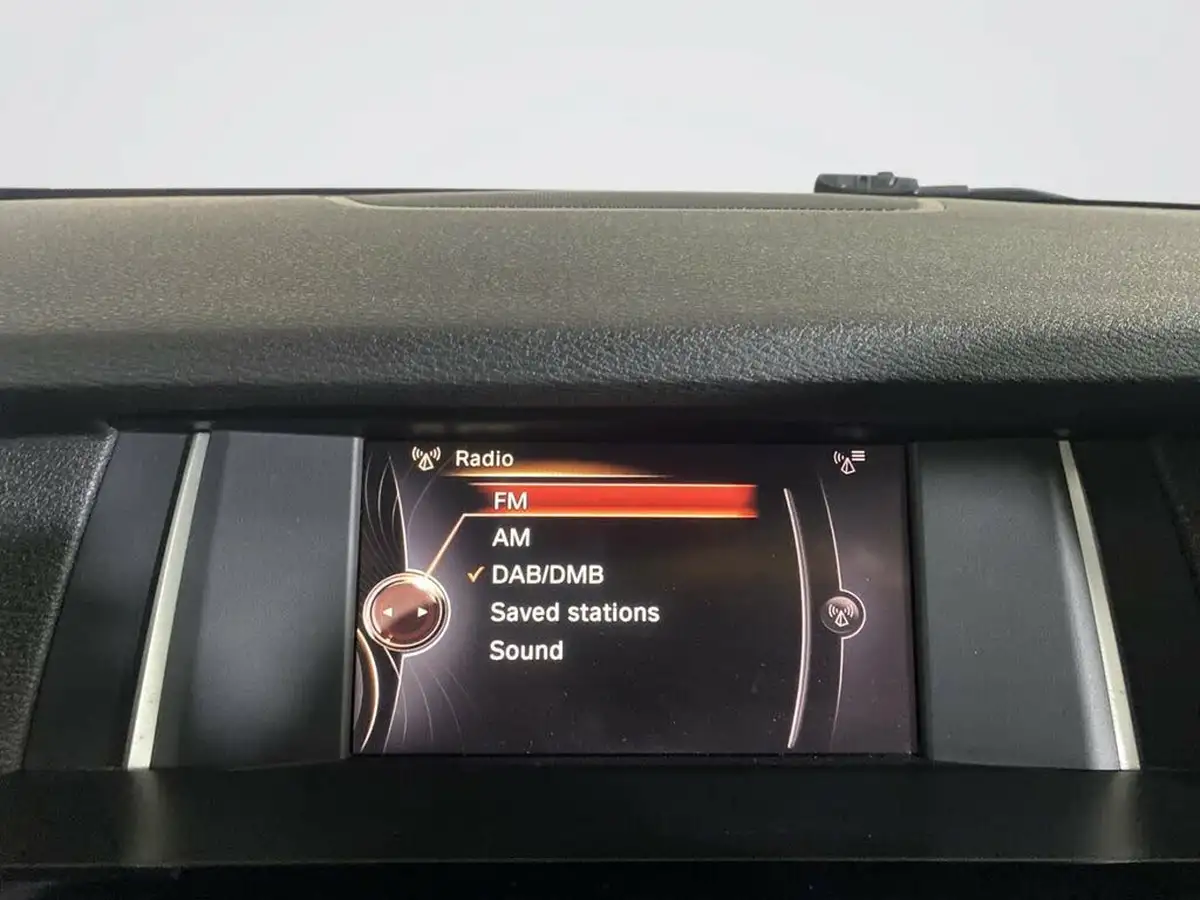 Radio
FM
AM
DAB/DMB
Saved stations
Sound